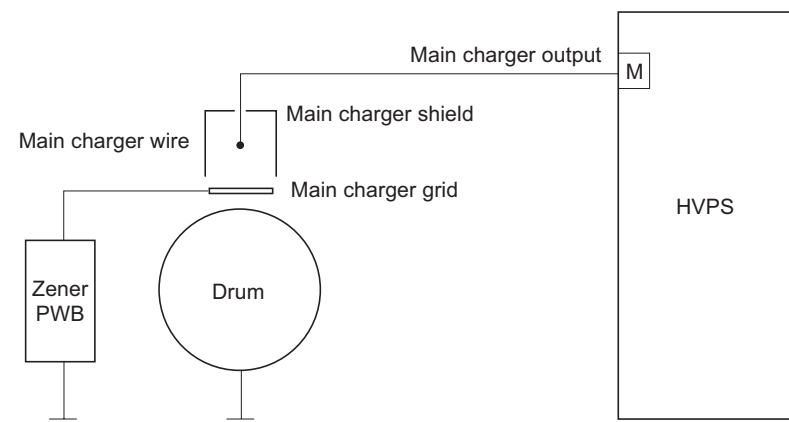 Main charger output
M
Main charger shield
Main charger wire
Main charger grid
HVPS
Zener
PWB
Drum